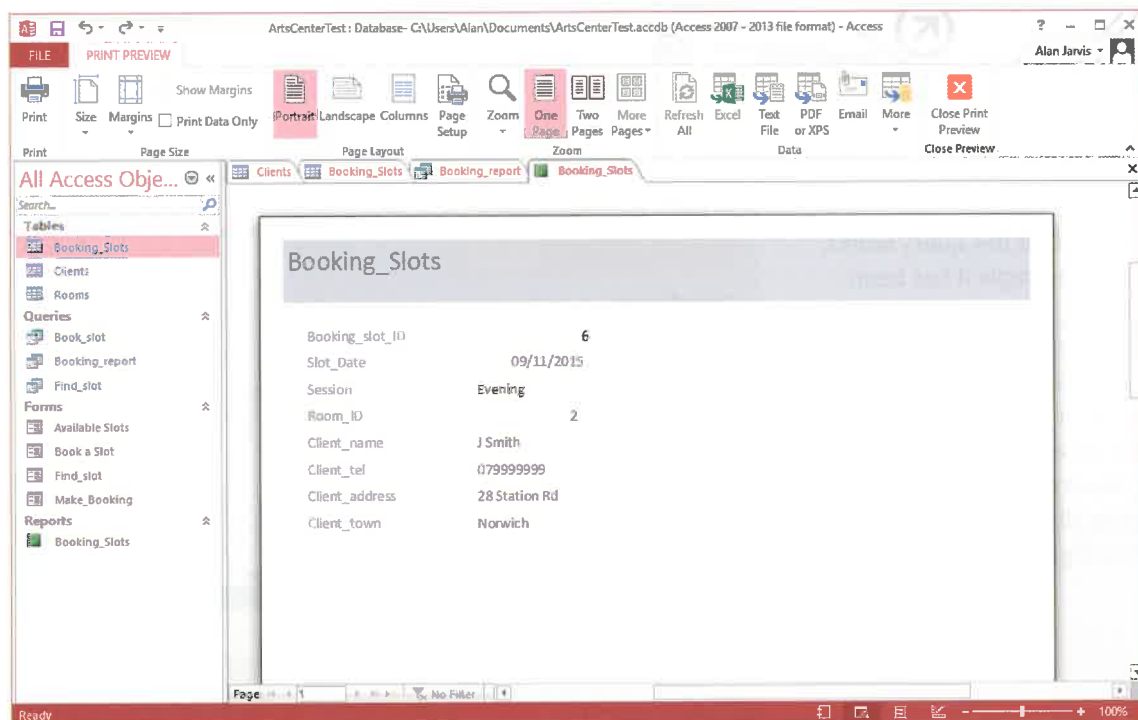 ArtsCenterTest : Database- C:\Users\Alan\Documents\ArtsCenterTest.accdb (Access 2007 - 2013 file format) - Access
?
FILE PRINT PREVIEW
Alan Jarvis
Print
Size
Margins
Show Margins
Print Data Only
Portrait
Landscape
Columns
Page Setup
Zoom
One Page
Two Pages
More Pages
Refresh All
Excel
Text File
PDF or XPS
Email
More
Close Print Preview
Print
Page Size
Page Layout
Zoom
Data
Close Preview
All Access Obje... «
Search...
Tables
Booking_Slots
Clients
Rooms
Queries
Book_slot
Booking_report
Find_slot
Forms
Available Slots
Book a Slot
Find_slot
Make_Booking
Reports
Booking_Slots
Clients
Booking_Slots
Booking_report
Booking_Slots
Booking_Slots
Booking_slot_ID 6
Slot_Date 09/11/2015
Session Evening
Room_ID 2
Client_name J Smith
Client_tel 079999999
Client_address 28 Station Rd
Client_town Norwich
Page 1 No Filter
Ready
100%